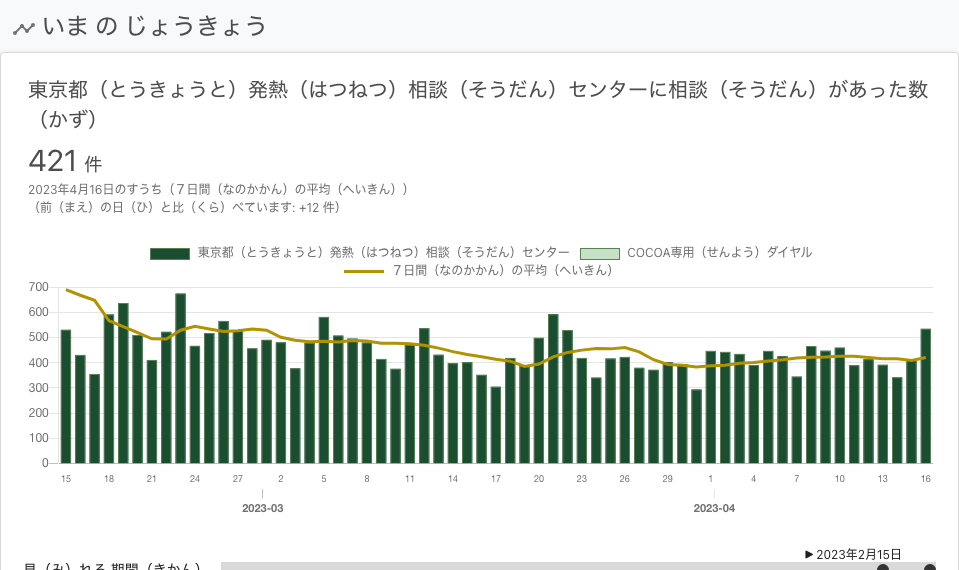 いま の じょうきょう
東京都（とうきょうと）発熱（はつねつ）相談（そうだん）センターに相談（そうだん）があった数
（かず）
421 件
2023年4月16日のすうち（７日間（なのかかん）の平均（へいきん））
（前（まえ）の日（ひ）と比（くら）べています: +12 件）
東京都（とうきょうと）発熱（はつねつ）相談（そうだん）センター COCOA専用（せんよう）ダイヤル
７日間（なのかかん）の平均（へいきん）
700
600
500
400
300
200
100
0
15 18 21 24 27 2 5 8 11 14 17 20 23 26 29 1 4 7 10 13 16
2023-03 2023-04
▶ 2023年2月15日
見（み）れる 期間（きかん）